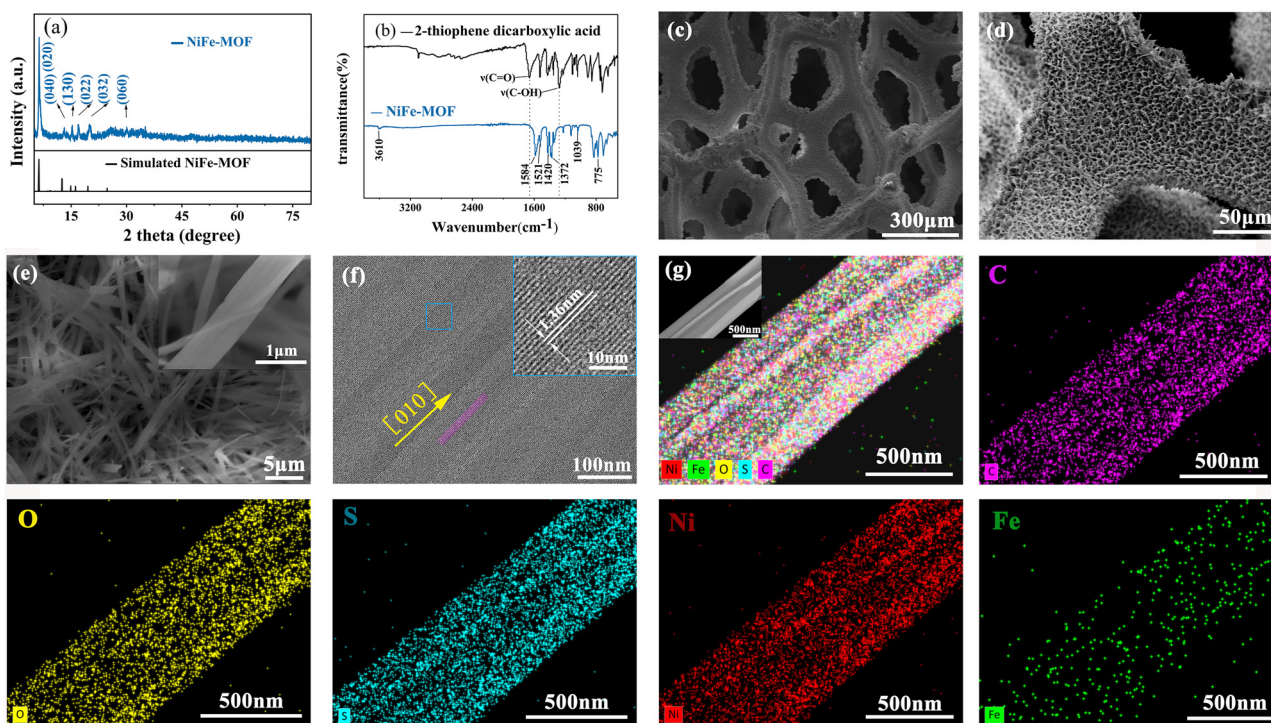 (a)
NiFe-MOF
(040) (020)
(130)
(022)
(032)
(060)
Simulated NiFe-MOF
Intensity (a.u.)
15 30 45 60 75
2 theta (degree)
(b)
2-thiophene dicarboxylic acid
ν(C=O)
ν(C-OH)
NiFe-MOF
3610
1584
1521
1420
1372
1039
775
transmittance(%)
3200 2400 1600 800
Wavenumber(cm-1)
(c)
300μm
(d)
50μm
(e)
1μm
5μm
(f)
1.36nm
10nm
[010]
100nm
(g)
500nm
Ni Fe O S C
500nm
C
C
500nm
O
O
500nm
S
S
500nm
Ni
Ni
500nm
Fe
Fe
500nm